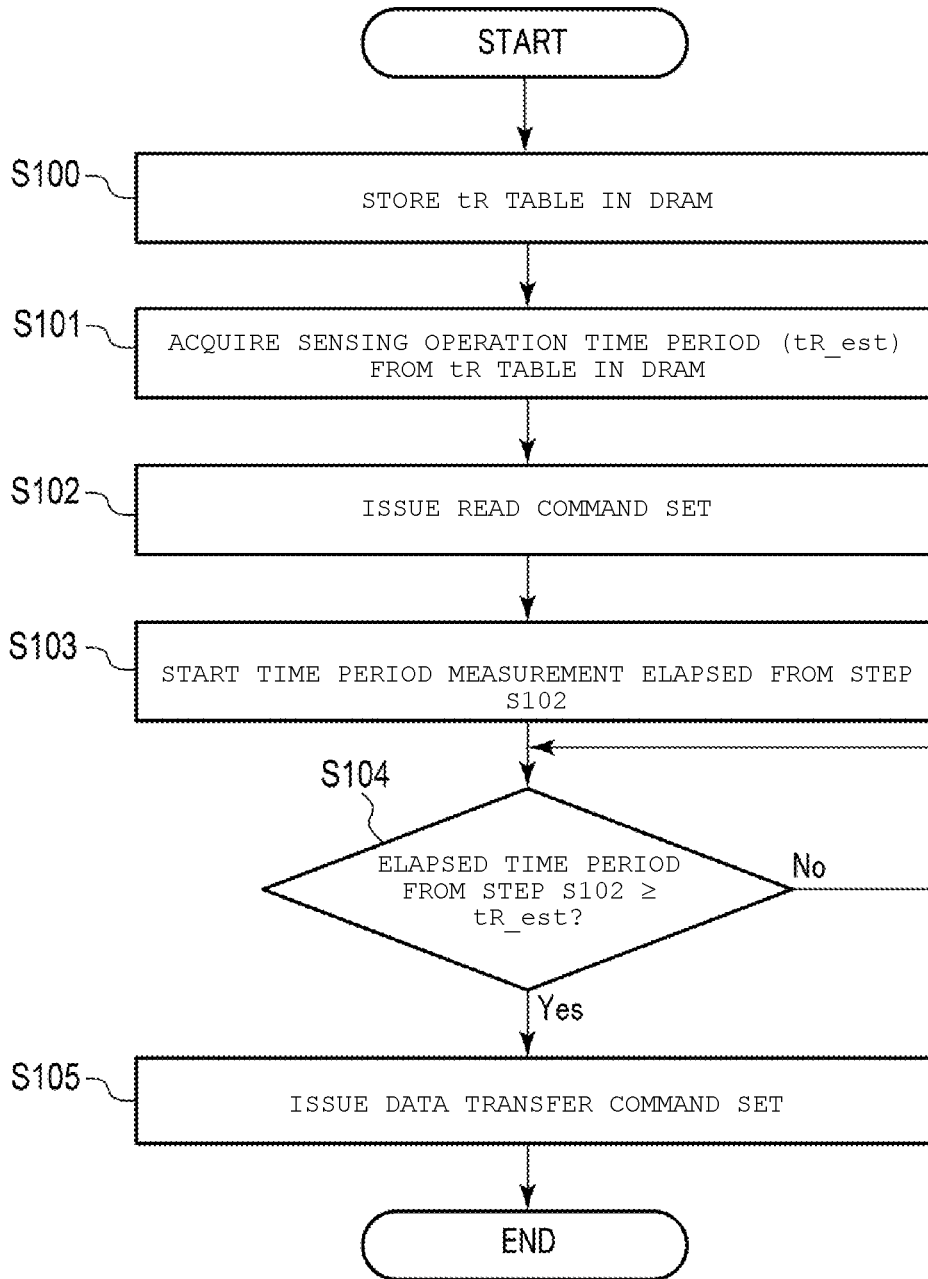 START
S100
STORE tR TABLE IN DRAM
S101
ACQUIRE SENSING OPERATION TIME PERIOD (tR_est)
FROM tR TABLE IN DRAM
S102
ISSUE READ COMMAND SET
S103
START TIME PERIOD MEASUREMENT ELAPSED FROM STEP
S102
S104
ELAPSED TIME PERIOD
FROM STEP S102 ≥
tR_est?
No
Yes
S105
ISSUE DATA TRANSFER COMMAND SET
END